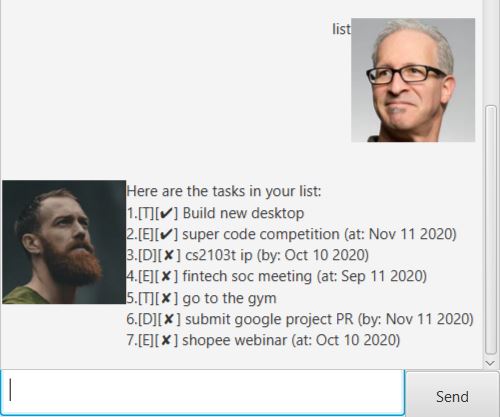 list
Here are the tasks in your list:
1.[T][✔] Build new desktop
2.[E][✔] super code competition (at: Nov 11 2020)
3.[D][✘] cs2103t ip (by: Oct 10 2020)
4.[E][✘] fintech soc meeting (at: Sep 11 2020)
5.[T][✘] go to the gym
6.[D][✘] submit google project PR (by: Nov 11 2020)
7.[E][✘] shopee webinar (at: Oct 10 2020)
Send